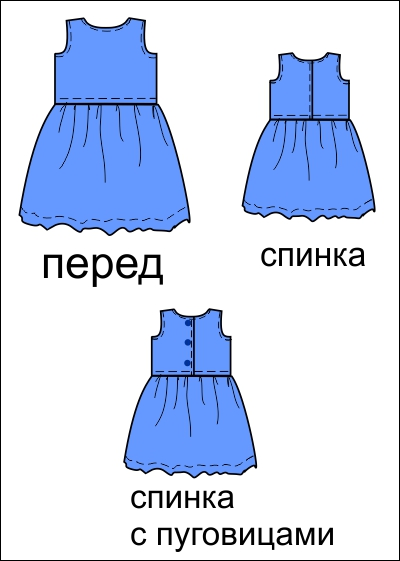 перед
спинка
спинка
с пуговицами